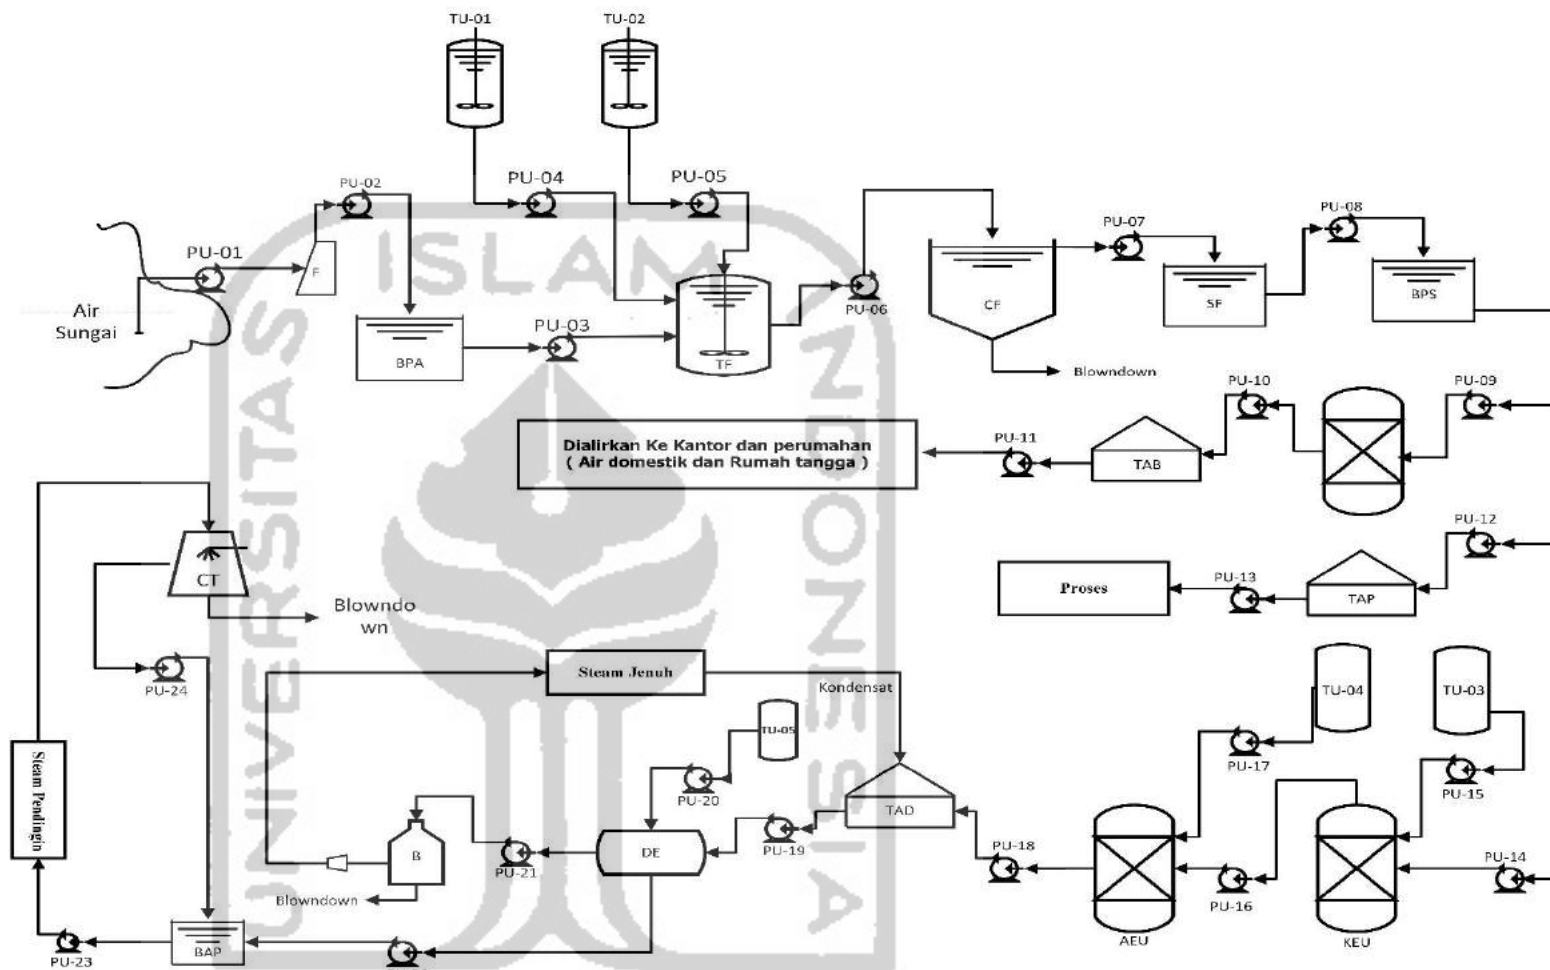 TU-01
TU-02
PU-01
PU-02
PU-04
PU-05
F
Air
Sungai
BPA
PU-03
TF
PU-06
CF
Blowndown
PU-07
SF
PU-08
BPS
PU-09
PU-10
TAB
PU-11
Dialirkan Ke Kantor dan perumahan
( Air domestik dan Rumah tangga )
PU-12
TAP
PU-13
Proses
CT
Blowndo
wn
PU-24
Steam Jenuh
Kondensat
TU-04
TU-03
PU-17
PU-15
TU-05
PU-20
TAD
PU-19
DE
PU-21
B
Blowndown
PU-18
AEU
PU-16
KEU
PU-14
Steam Pendingin
PU-23
BAP
UNIVERSITAS
ISLAM
INDONESIA